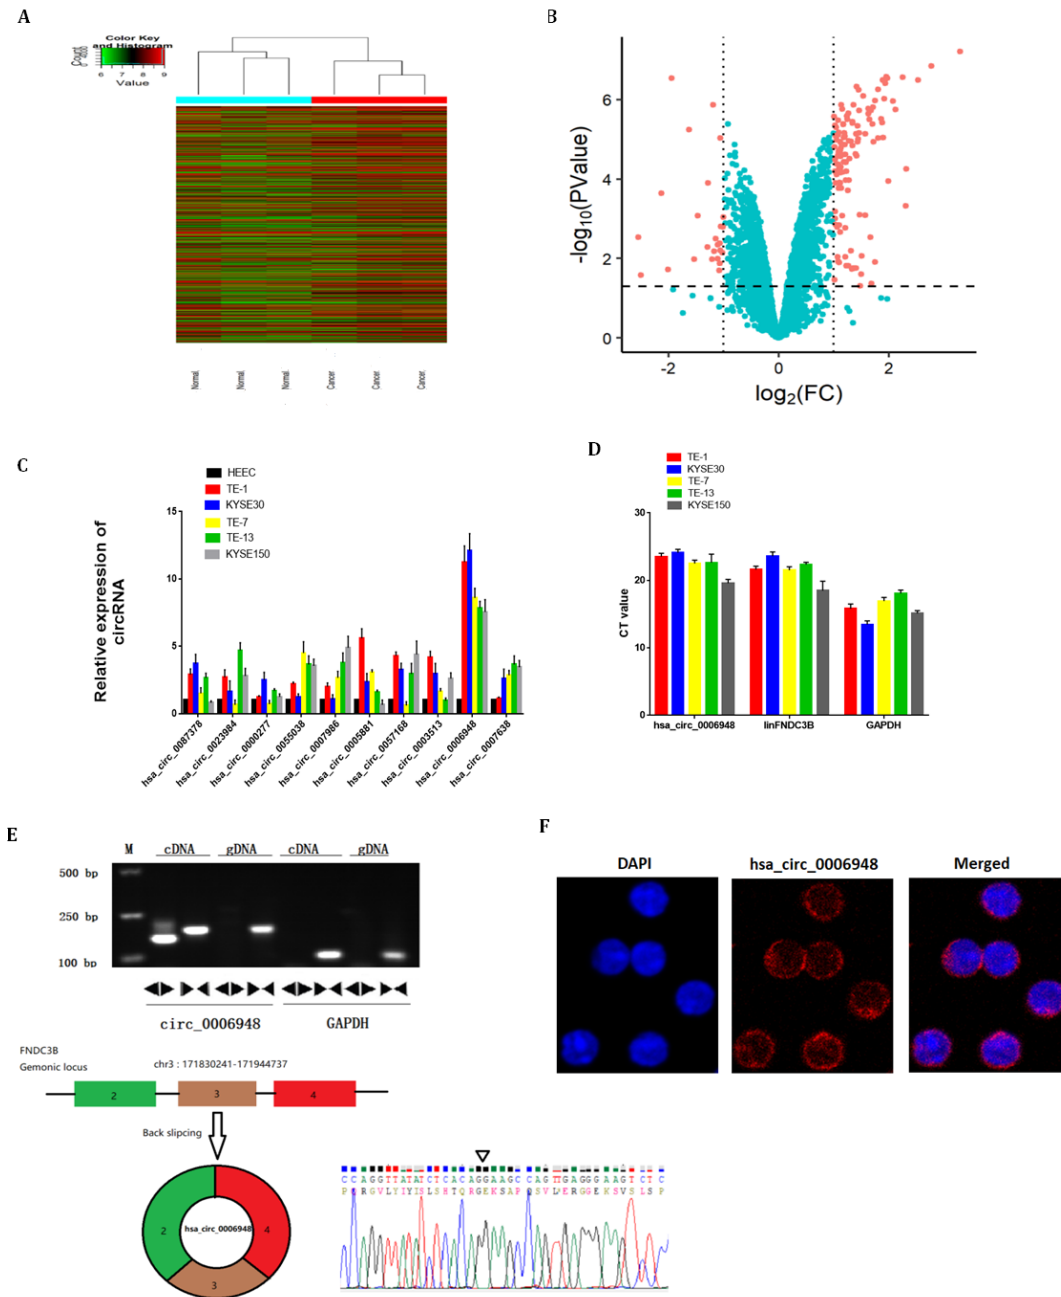 A
Color Key
and Histogram
Count
0
6 7 8 9
Value
Normal.
Normal.
Normal.
Cancer.
Cancer.
Cancer.
B
-log10(PValue)
6
4
2
0
-2 0 2
log2(FC)
C
HEEC
TE-1
KYSE30
TE-7
TE-13
KYSE150
Relative expression of
circRNA
15
10
5
0
hsa_circ_0087378
hsa_circ_0023984
hsa_circ_0000277
hsa_circ_0055038
hsa_circ_0007986
hsa_circ_0005881
hsa_circ_0057168
hsa_circ_0003513
hsa_circ_0006948
hsa_circ_0007638
D
TE-1
KYSE30
TE-7
TE-13
KYSE150
CT value
30
20
10
0
hsa_circ_0006948 linFNDC3B GAPDH
E
M cDNA gDNA cDNA gDNA
500 bp
250 bp
100 bp
circ_0006948 GAPDH
FNDC3B
Gemonic locus
chr3 : 171830241-171944737
2 3 4
Back slipcing
2 hsa_circ_0006948 4
3
CCAGGTTATATCTCACAGGAAGCCAGTTGAGGGAAGTCTC
F
DAPI hsa_circ_0006948 Merged